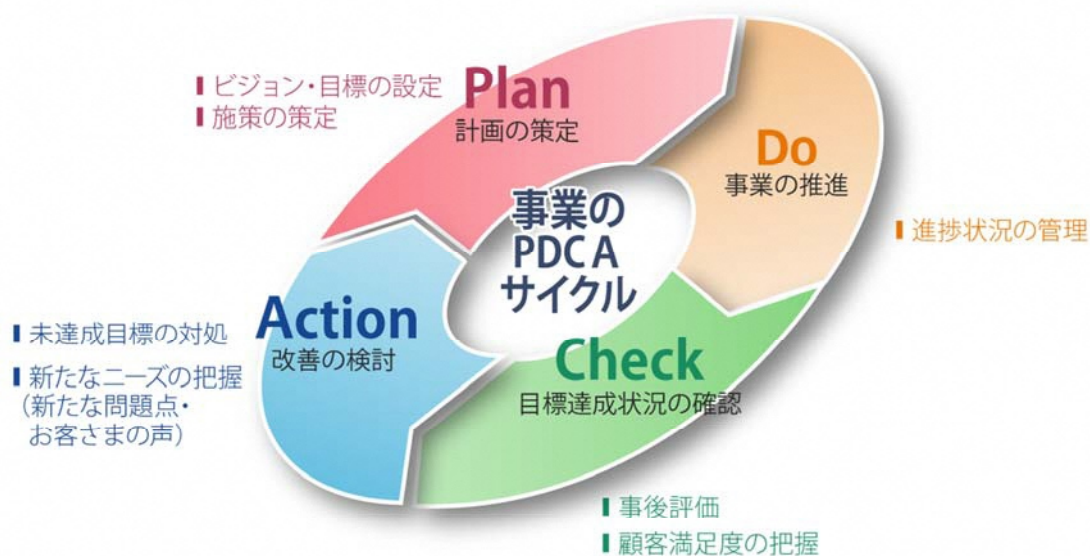 ビジョン・目標の設定
施策の策定
Plan
計画の策定
Do
事業の推進
進捗状況の管理
事業の
PDCA
サイクル
Check
目標達成状況の確認
事後評価
顧客満足度の把握
Action
改善の検討
未達成目標の対処
新たなニーズの把握
(新たな問題点・
お客さまの声)